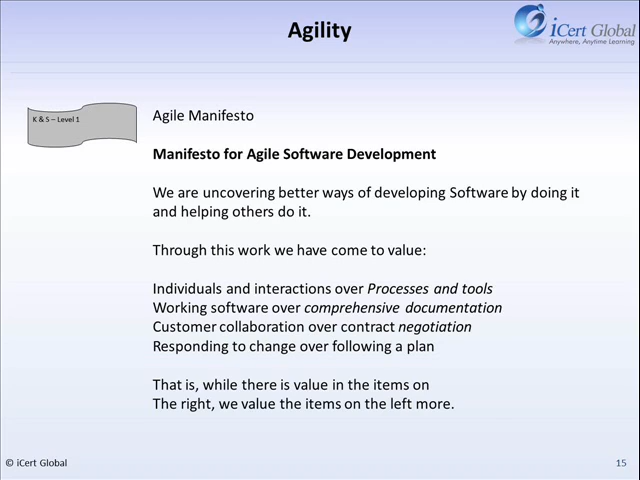 Agility
iCert Global
Anywhere, Anytime Learning
K & S – Level 1
Agile Manifesto
Manifesto for Agile Software Development
We are uncovering better ways of developing Software by doing it
and helping others do it.
Through this work we have come to value:
Individuals and interactions over Processes and tools
Working software over comprehensive documentation
Customer collaboration over contract negotiation
Responding to change over following a plan
That is, while there is value in the items on
The right, we value the items on the left more.
© iCert Global
15